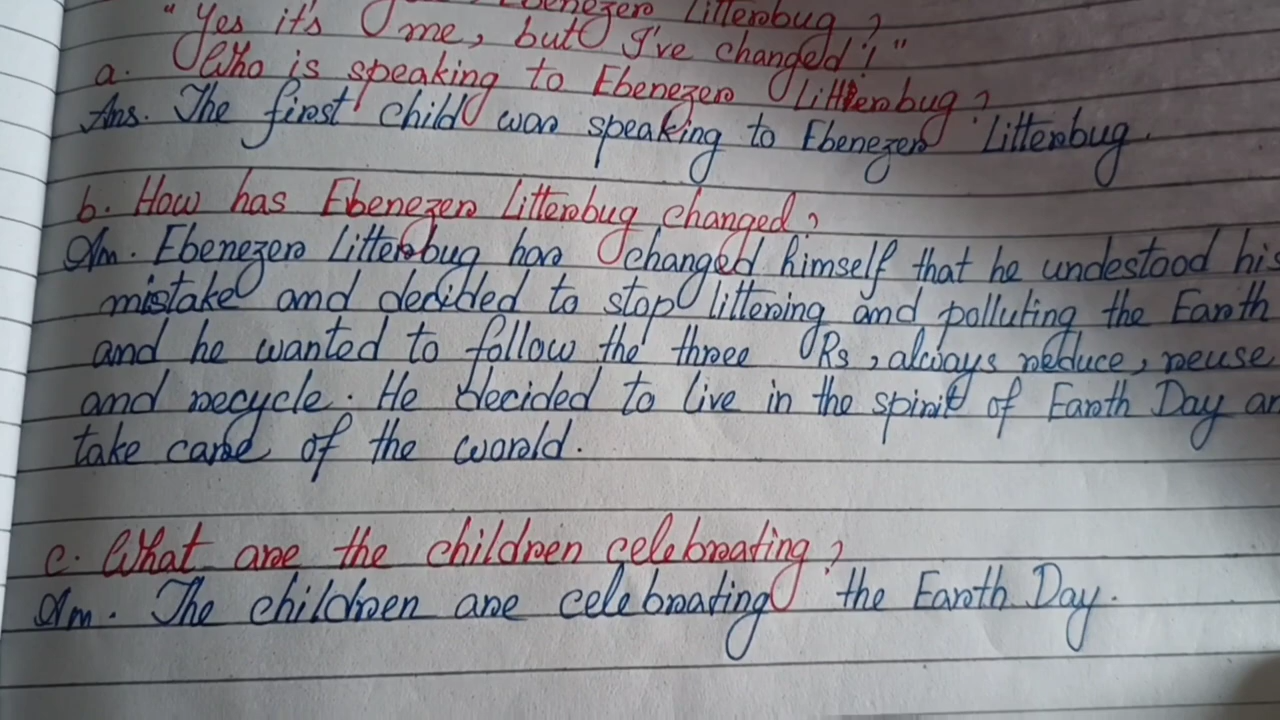 Ebenezer Litterbug?
"Yes it's me, but I've changed!"
a. Who is speaking to Ebenezer Litterbug?
Ans. The first child was speaking to Ebenezer Litterbug.
b. How has Ebenezer Litterbug changed?
Ans. Ebenezer Litterbug has changed himself that he undestood his
mistake and decided to stop littering and polluting the Earth
and he wanted to follow the three Rs, always reduce, reuse
and recycle. He decided to live in the spirit of Earth Day an
take care of the world.
c. What are the children celebrating?
Ans. The children are celebrating the Earth Day.